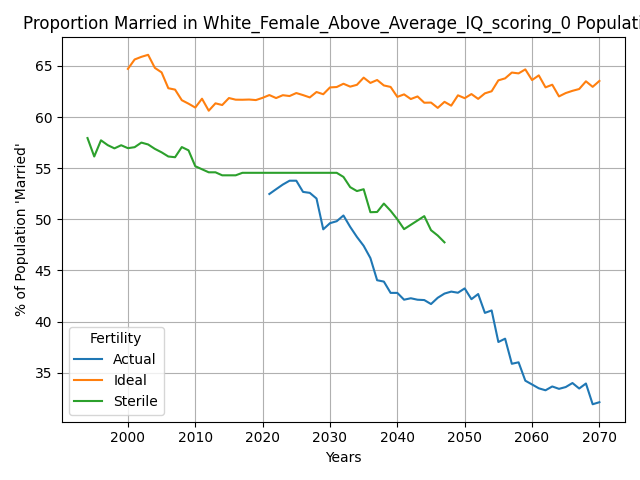 Proportion Married in White_Female_Above_Average_IQ_scoring_0 Populati
% of Population 'Married'
65
60
55
50
45
40
35
Fertility
Actual
Ideal
Sterile
2000
2010
2020
2030
2040
2050
2060
2070
Years